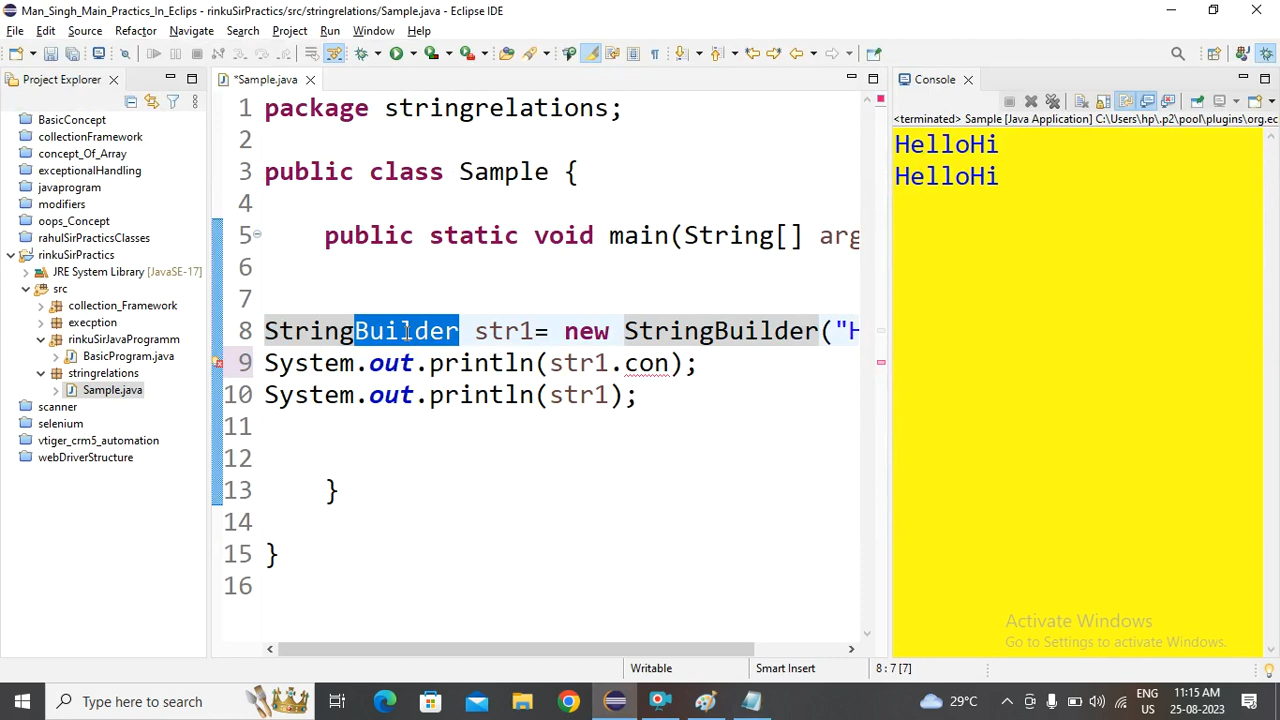 Man_Singh_Main_Practics_In_Eclips - rinkuSirPractics/src/stringrelations/Sample.java - Eclipse IDE
File Edit Source Refactor Navigate Search Project Run Window Help
Project Explorer
*Sample.java
Console
<terminated> Sample [Java Application] C:\Users\hp\.p2\pool\plugins\org.ec
BasicConcept
collectionFramework
concept_Of_Array
exceptionalHandling
javaprogram
modifiers
oops_Concept
rahulSirPracticsClasses
rinkuSirPractics
JRE System Library [JavaSE-17]
src
collection_Framework
execption
rinkuSirJavaProgramm
BasicProgram.java
stringrelations
Sample.java
scanner
selenium
vtiger_crm5_automation
webDriverStructure
1 package stringrelations;
2
3 public class Sample {
4
5 public static void main(String[] arg
6
7
8 StringBuilder str1= new StringBuilder("H
9 System.out.println(str1.con);
10 System.out.println(str1);
11
12
13 }
14
15 }
16
HelloHi
HelloHi
Activate Windows
Go to Settings to activate Windows.
Writable Smart Insert 8 : 7 [7]
Type here to search
29°C
ENG
US
11:15 AM
25-08-2023